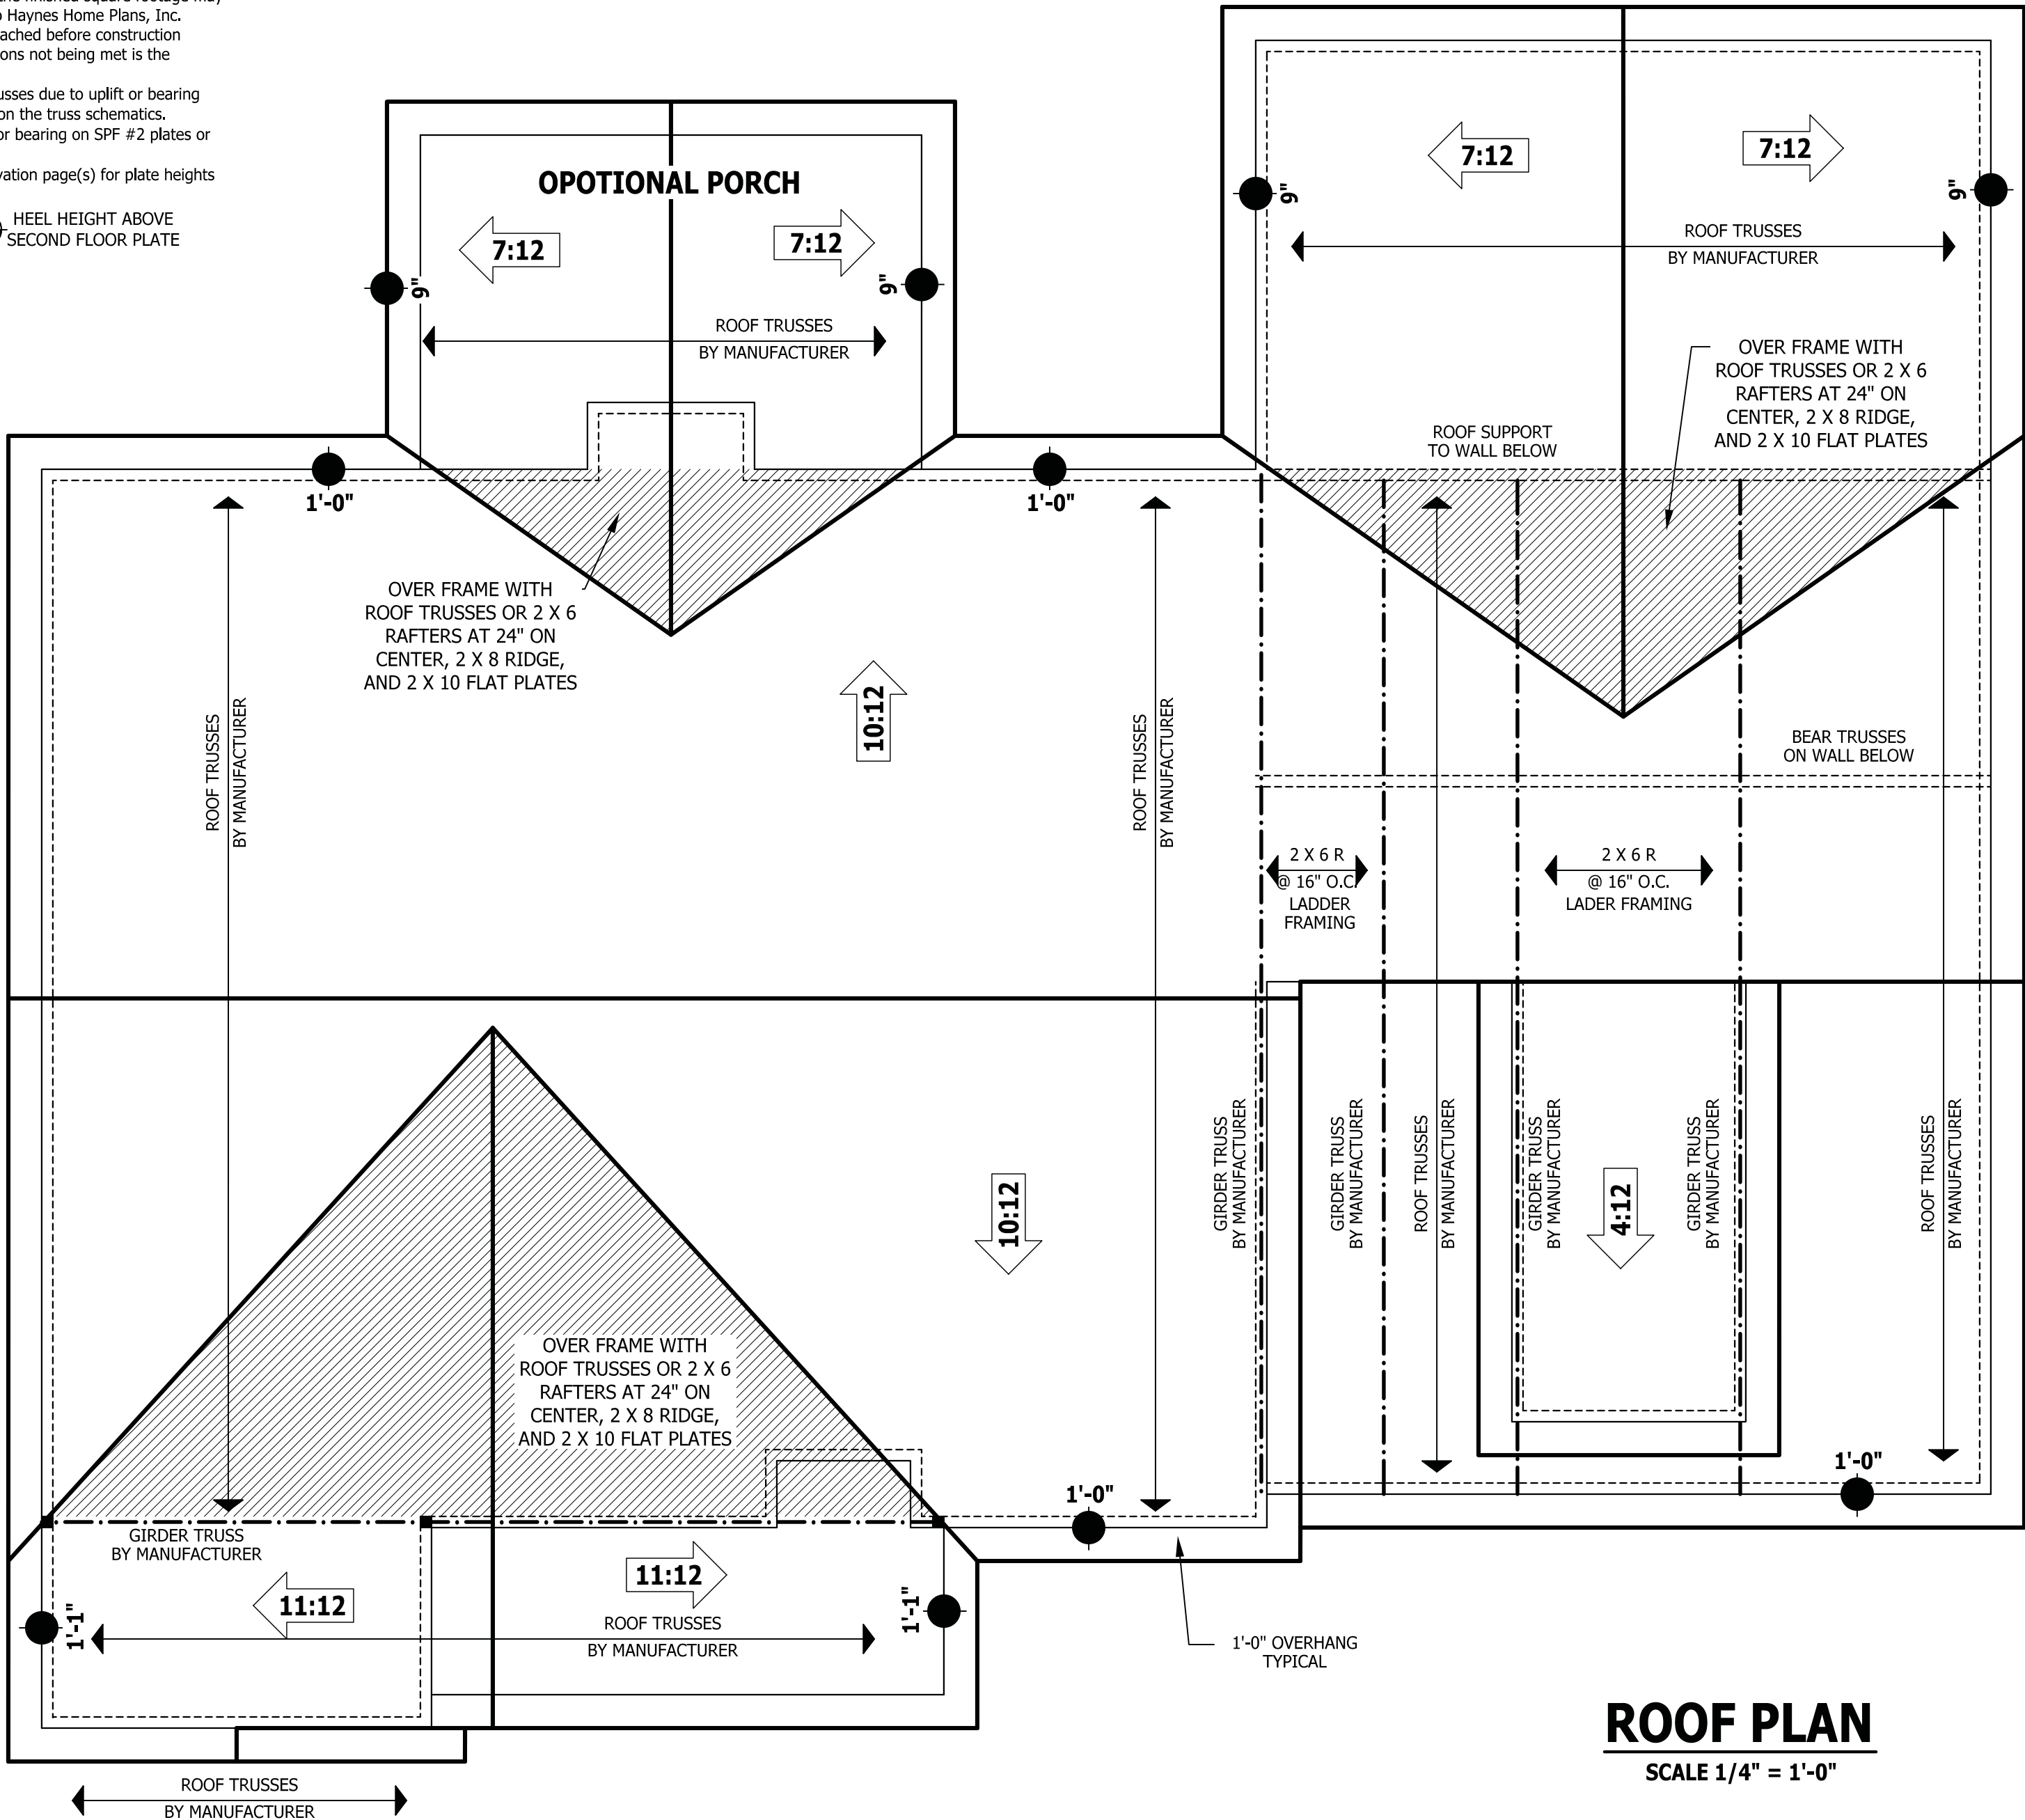 the finished square footage may
Haynes Home Plans, Inc.
before construction
not being met is the
due to uplift or bearing
on the truss schematics.
or bearing on SPF #2 plates or
page(s) for plate heights
HEEL HEIGHT ABOVE
SECOND FLOOR PLATE
OPOTIONAL PORCH
7:12
7:12
9"
9"
ROOF TRUSSES
BY MANUFACTURER
7:12
7:12
9"
9"
ROOF TRUSSES
BY MANUFACTURER
OVER FRAME WITH
ROOF TRUSSES OR 2 X 6
RAFTERS AT 24" ON
CENTER, 2 X 8 RIDGE,
AND 2 X 10 FLAT PLATES
ROOF SUPPORT
TO WALL BELOW
1'-0"
1'-0"
OVER FRAME WITH
ROOF TRUSSES OR 2 X 6
RAFTERS AT 24" ON
CENTER, 2 X 8 RIDGE,
AND 2 X 10 FLAT PLATES
10:12
ROOF TRUSSES
BY MANUFACTURER
ROOF TRUSSES
BY MANUFACTURER
BEAR TRUSSES
ON WALL BELOW
2 X 6 R
@ 16" O.C.
LADDER
FRAMING
2 X 6 R
@ 16" O.C.
LADER FRAMING
GIRDER TRUSS
BY MANUFACTURER
GIRDER TRUSS
BY MANUFACTURER
ROOF TRUSSES
BY MANUFACTURER
GIRDER TRUSS
BY MANUFACTURER
4:12
GIRDER TRUSS
BY MANUFACTURER
ROOF TRUSSES
BY MANUFACTURER
10:12
OVER FRAME WITH
ROOF TRUSSES OR 2 X 6
RAFTERS AT 24" ON
CENTER, 2 X 8 RIDGE,
AND 2 X 10 FLAT PLATES
1'-0"
1'-0"
GIRDER TRUSS
BY MANUFACTURER
11:12
11:12
1'-1"
1'-1"
ROOF TRUSSES
BY MANUFACTURER
1'-0" OVERHANG
TYPICAL
ROOF PLAN
SCALE 1/4" = 1'-0"
ROOF TRUSSES
BY MANUFACTURER